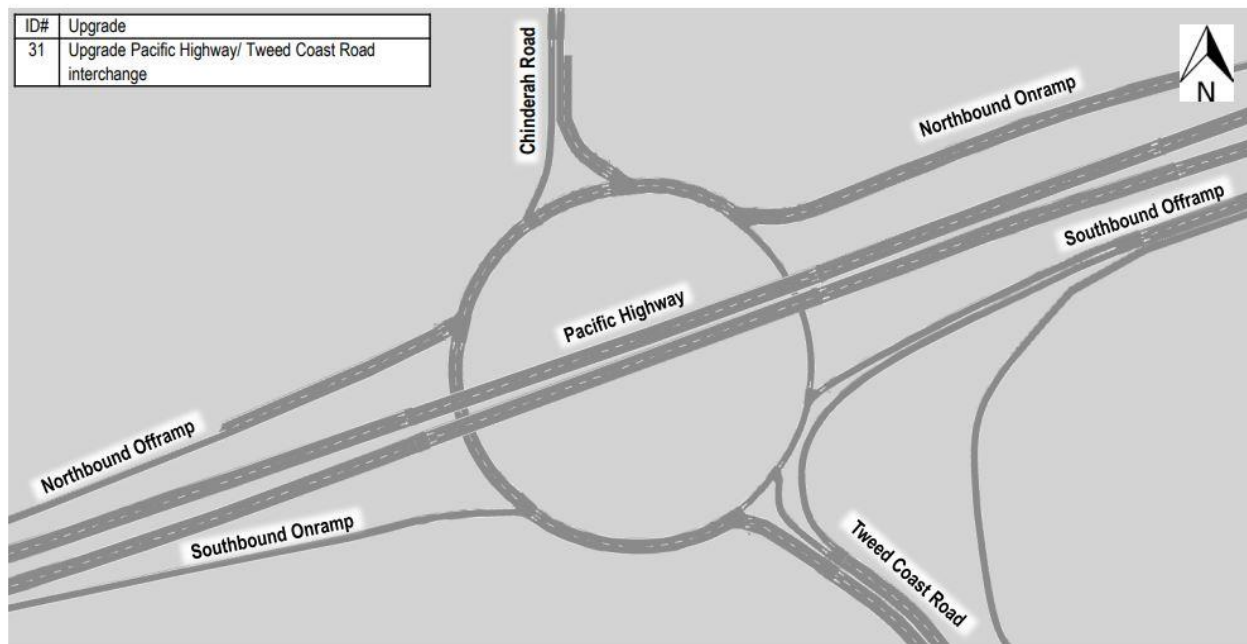 ID# Upgrade
31 Upgrade Pacific Highway/ Tweed Coast Road
interchange
Chinderah Road
Northbound Onramp
N
Southbound Offramp
Pacific Highway
Northbound Offramp
Southbound Onramp
Tweed Coast Road